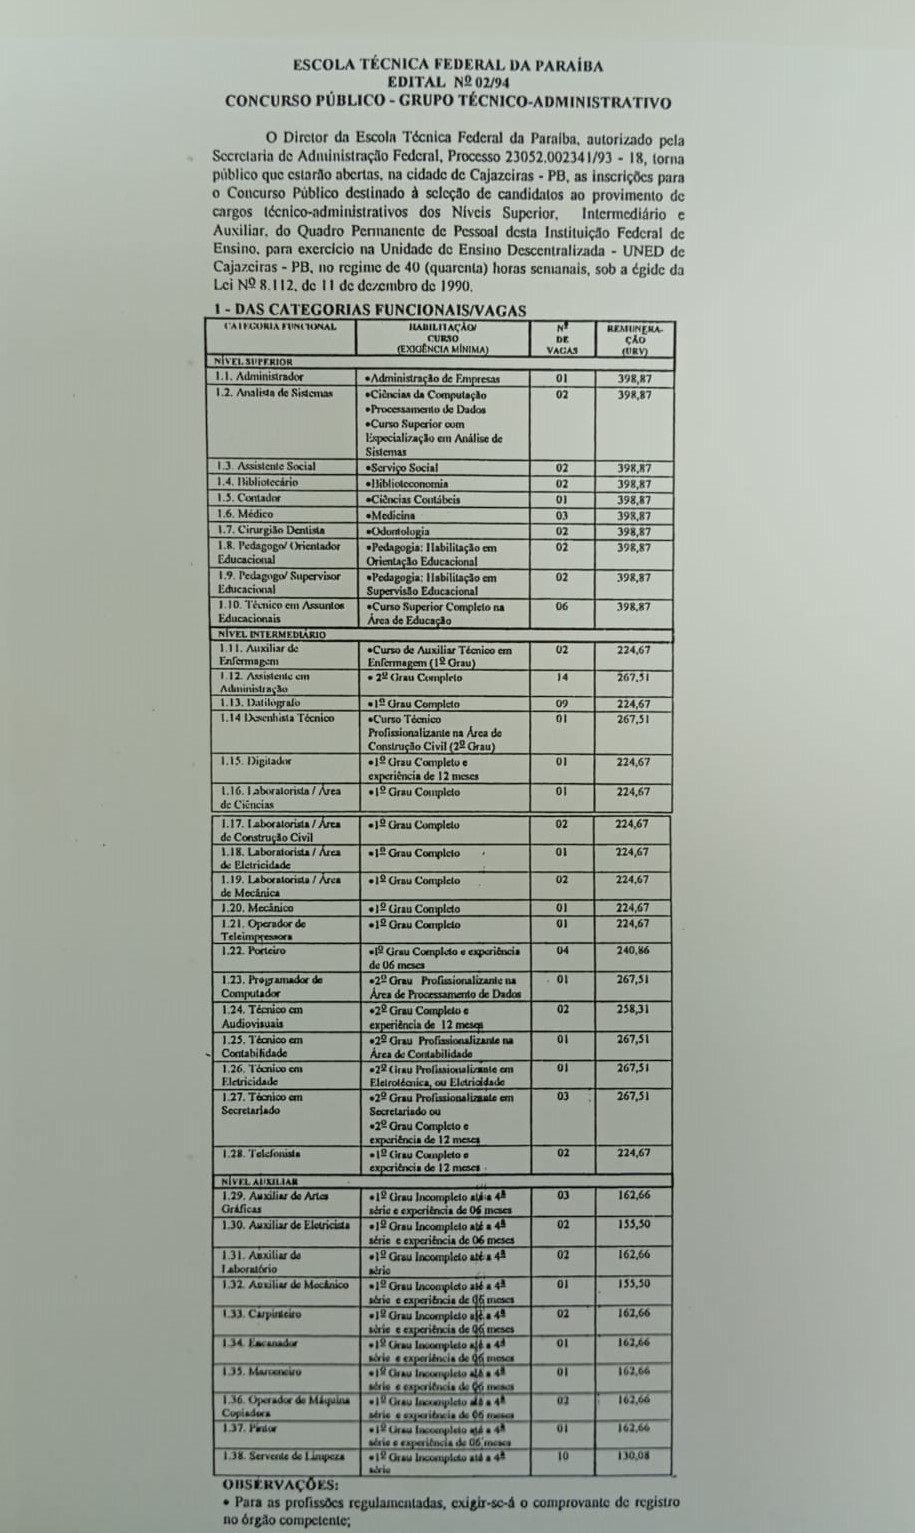 ESCOLA TÉCNICA FEDERAL DA PARAÍBA
EDITAL Nº 02/94
CONCURSO PÚBLICO - GRUPO TÉCNICO-ADMINISTRATIVO
O Diretor da Escola Técnica Federal da Paraíba, autorizado pela
Secretaria de Administração Federal, Processo 23052.002341/93 - 18, torna
público que estarão abertas, na cidade de Cajazeiras - PB, as inscrições para
o Concurso Público destinado à seleção de candidatos ao provimento de
cargos técnico-administrativos dos Níveis Superior, Intermediário e
Auxiliar, do Quadro Permanente de Pessoal desta Instituição Federal de
Ensino, para exercício na Unidade de Ensino Descentralizada - UNED de
Cajazeiras - PB, no regime de 40 (quarenta) horas semanais, sob a égide da
Lei Nº 8.112, de 11 de dezembro de 1990.
1 - DAS CATEGORIAS FUNCIONAIS/VAGAS
CATEGORIA FUNCIONAL HABILITAÇÃO/ Nº REMUNERA-
CURSO DE ÇÃO
(EXIGÊNCIA MÍNIMA) VAGAS (URV)
NÍVEL SUPERIOR
1.1. Administrador •Administração de Empresas 01 398,87
1.2. Analista de Sistemas •Ciências da Computação 02 398,87
•Processamento de Dados
•Curso Superior com
Especialização em Análise de
Sistemas
1.3. Assistente Social •Serviço Social 02 398,87
1.4. Bibliotecário •Biblioteconomia 02 398,87
1.5. Contador •Ciências Contábeis 01 398,87
1.6. Médico •Medicina 03 398,87
1.7. Cirurgião Dentista •Odontologia 02 398,87
1.8. Pedagogo/ Orientador •Pedagogia: Habilitação em 02 398,87
Educacional Orientação Educacional
1.9. Pedagogo/ Supervisor •Pedagogia: Habilitação em 02 398,87
Educacional Supervisão Educacional
1.10. Técnico em Assuntos •Curso Superior Completo na 06 398,87
Educacionais Área de Educação
NÍVEL INTERMEDIÁRIO
1.11. Auxiliar de •Curso de Auxiliar Técnico em 02 224,67
Enfermagem Enfermagem (1º Grau)
1.12. Assistente em • 2º Grau Completo 14 267,51
Administração
1.13. Datilógrafo •1º Grau Completo 09 224,67
1.14 Desenhista Técnico •Curso Técnico 01 267,51
Profissionalizante na Área de
Construção Civil (2º Grau)
1.15. Digitador •1º Grau Completo e 01 224,67
experiência de 12 meses
1.16. Laboratorista / Área •1º Grau Completo 01 224,67
de Ciências
1.17. Laboratorista / Área •1º Grau Completo 02 224,67
de Construção Civil
1.18. Laboratorista / Área •1º Grau Completo 01 224,67
de Eletricidade
1.19. Laboratorista / Área •1º Grau Completo 02 224,67
de Mecânica
1.20. Mecânico •1º Grau Completo 01 224,67
1.21. Operador de •1º Grau Completo 01 224,67
Teleimpressora
1.22. Porteiro •1º Grau Completo e experiência 04 240,86
de 06 meses
1.23. Programador de •2º Grau Profissionalizante na 01 267,51
Computador Área de Processamento de Dados
1.24. Técnico em •2º Grau Completo e 02 258,31
Audiovisuais experiência de 12 meses
1.25. Técnico em •2º Grau Profissionalizante na 01 267,51
Contabilidade Área de Contabilidade
1.26. Técnico em •2º Grau Profissionalizante em 01 267,51
Eletricidade Eletrotécnica, ou Eletricidade
1.27. Técnico em •2º Grau Profissionalizante em 03 267,51
Secretariado Secretariado ou
•2º Grau Completo e
experiência de 12 meses
1.28. Telefonista •1º Grau Completo e 02 224,67
experiência de 12 meses
NÍVEL AUXILIAR
1.29. Auxiliar de Artes •1º Grau Incompleto até a 4ª 03 162,66
Gráficas série e experiência de 06 meses
1.30. Auxiliar de Eletricista •1º Grau Incompleto até a 4ª 02 155,50
série e experiência de 06 meses
1.31. Auxiliar de •1º Grau Incompleto até a 4ª 02 162,66
Laboratório série
1.32. Auxiliar de Mecânico •1º Grau Incompleto até a 4ª 01 155,50
série e experiência de 06 meses
1.33. Carpinteiro •1º Grau Incompleto até a 4ª 02 162,66
série e experiência de 06 meses
1.34. Encanador •1º Grau Incompleto até a 4ª 01 162,66
série e experiência de 06 meses
1.35. Marceneiro •1º Grau Incompleto até a 4ª 01 162,66
série e experiência de 06 meses
1.36. Operador de Máquina •1º Grau Incompleto até a 4ª 02 162,66
Copiadora série e experiência de 06 meses
1.37. Pintor •1º Grau Incompleto até a 4ª 01 162,66
série e experiência de 06 meses
1.38. Servente de Limpeza •1º Grau Incompleto até a 4ª 10 130,08
série
OBSERVAÇÕES:
• Para as profissões regulamentadas, exigir-se-á o comprovante de registro
no órgão competente;